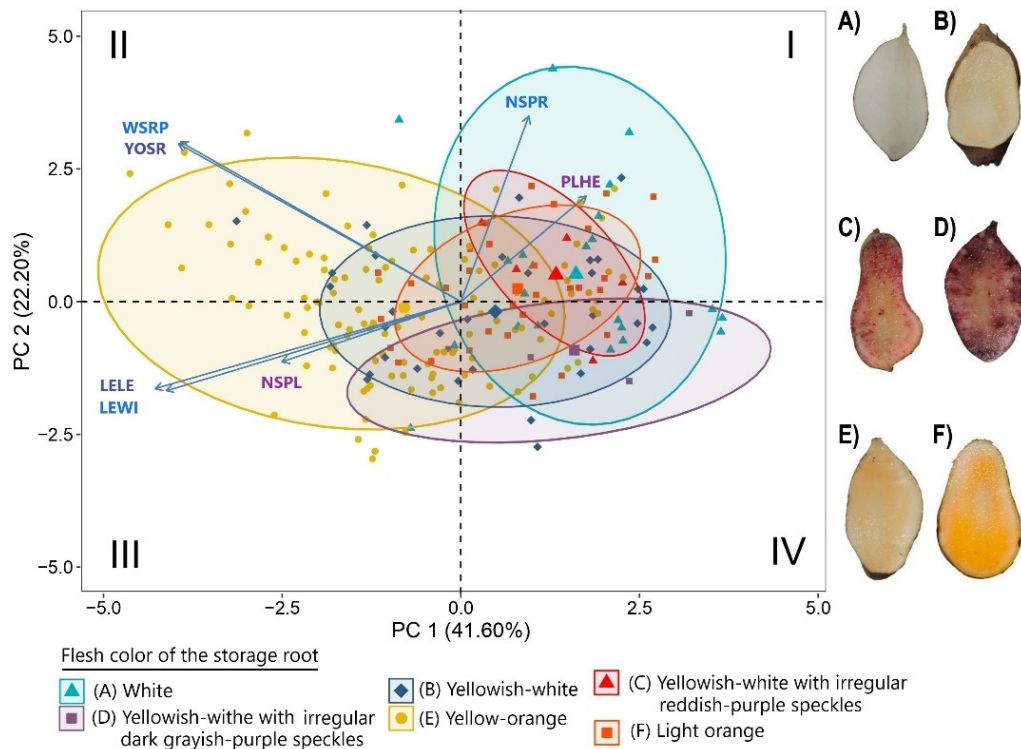 II
I
A)
B)
5.0
NSPR
WSRP
YOSR
PLHE
2.5
C)
D)
0.0
PC 2 (22.20%)
LELE
LEWI
NSPL
−2.5
E)
F)
III
IV
−5.0
−5.0
−2.5
0.0
2.5
5.0
PC 1 (41.60%)
Flesh color of the storage root
(A) White
(B) Yellowish-white
(C) Yellowish-white with irregular
reddish-purple speckles
(D) Yellowish-withe with irregular
dark grayish-purple speckles
(E) Yellow-orange
(F) Light orange